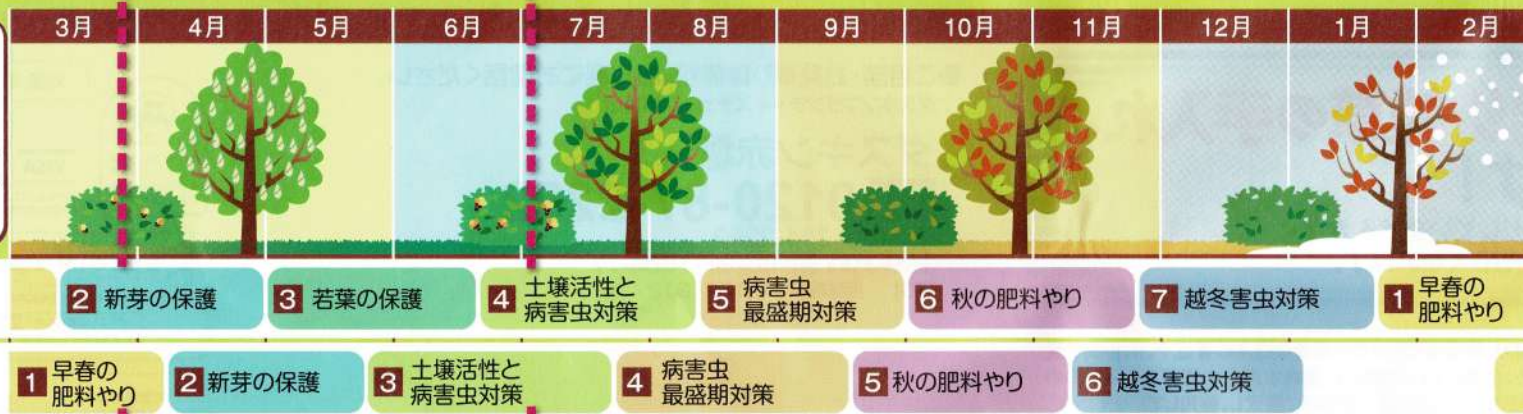 3月 4月 5月 6月 7月 8月 9月 10月 11月 12月 1月 2月
2 新芽の保護
3 若葉の保護
4 土壌活性と
病害虫対策
5 病害虫
最盛期対策
6 秋の肥料やり
7 越冬害虫対策
1 早春の
肥料やり
1 早春の
肥料やり
2 新芽の保護
3 土壌活性と
病害虫対策
4 病害虫
最盛期対策
5 秋の肥料やり
6 越冬害虫対策